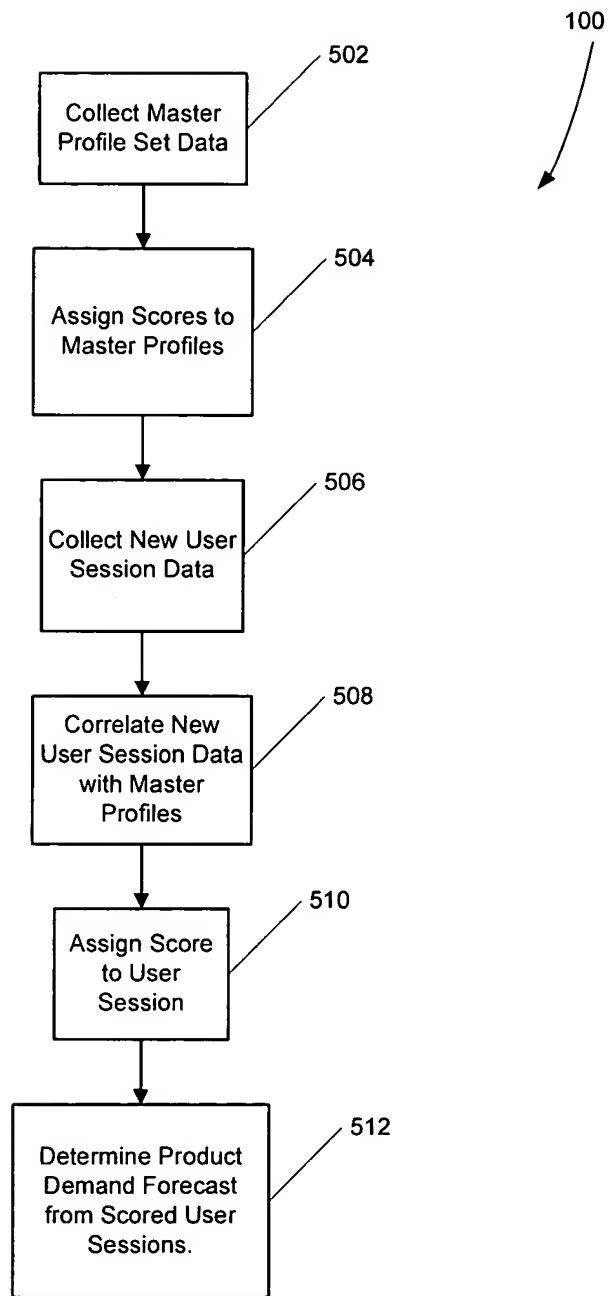 100
502
Collect Master
Profile Set Data
504
Assign Scores to
Master Profiles
506
Collect New User
Session Data
508
Correlate New
User Session Data
with Master
Profiles
510
Assign Score
to User
Session
512
Determine Product
Demand Forecast
from Scored User
Sessions.